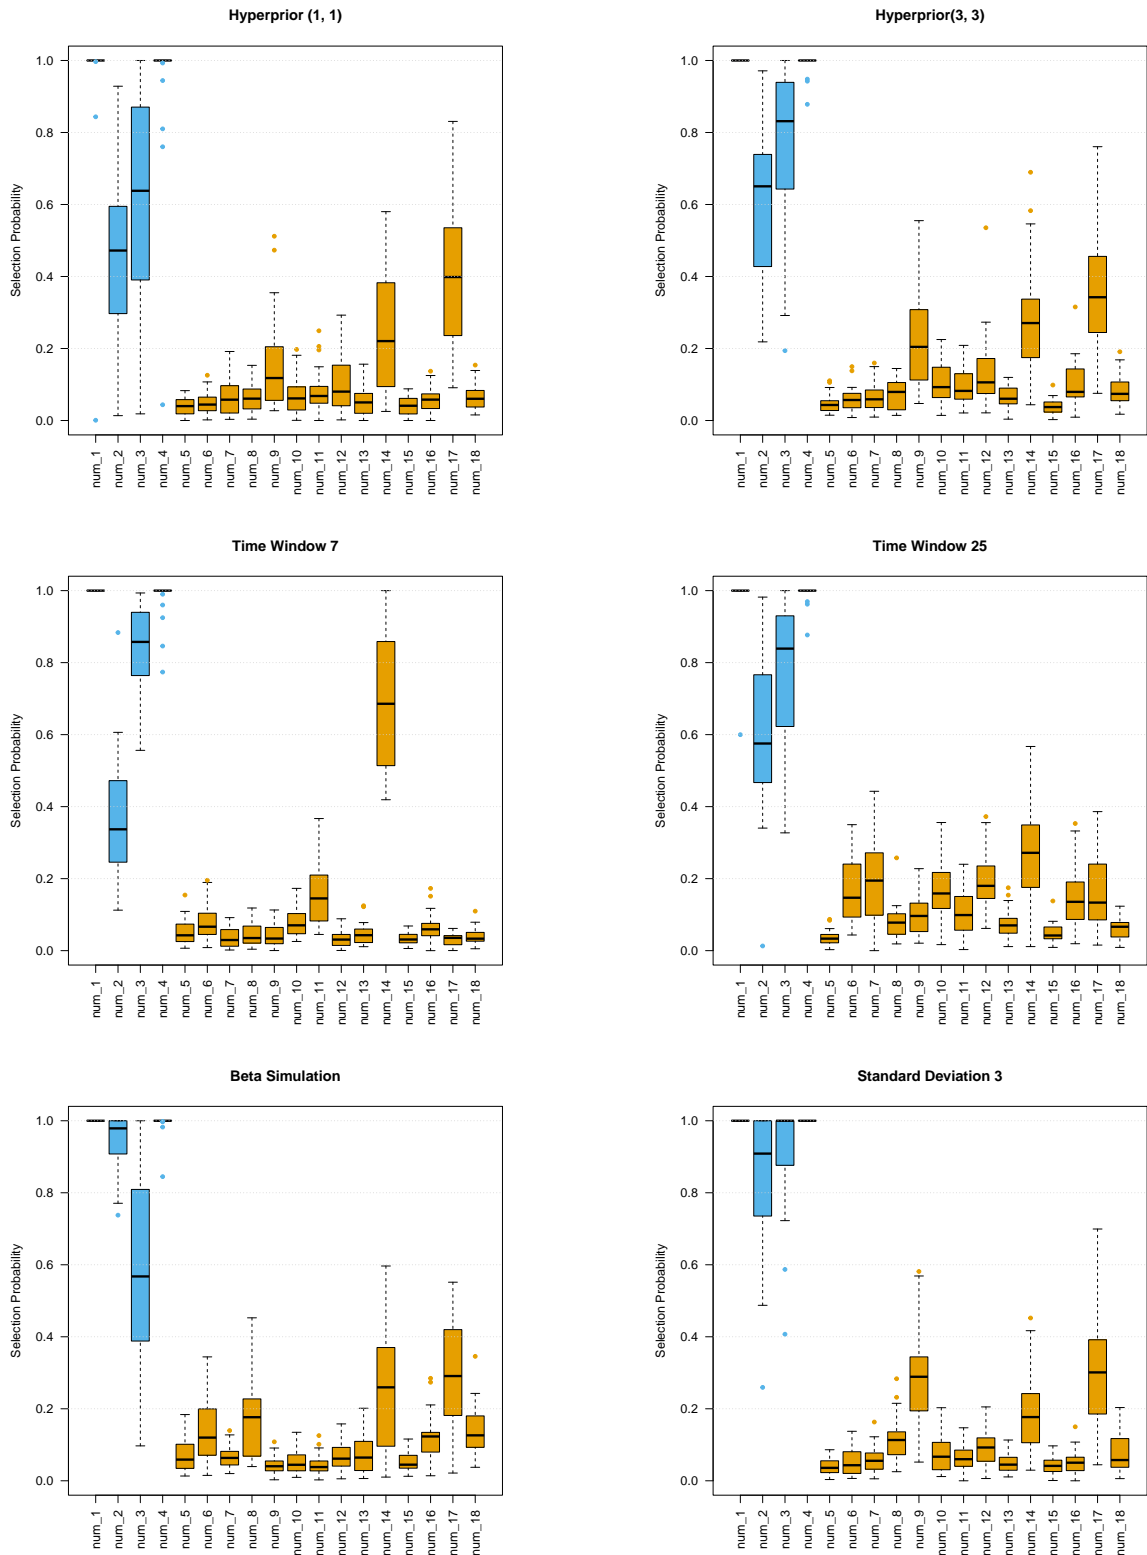 Hyperprior (1, 1)
Selection Probability
1.0
0.8
0.6
0.4
0.2
0.0
num_1 num_2 num_3 num_4 num_5 num_6 num_7 num_8 num_9 num_10 num_11 num_12 num_13 num_14 num_15 num_16 num_17 num_18
Hyperprior(3, 3)
Selection Probability
1.0
0.8
0.6
0.4
0.2
0.0
num_1 num_2 num_3 num_4 num_5 num_6 num_7 num_8 num_9 num_10 num_11 num_12 num_13 num_14 num_15 num_16 num_17 num_18
Time Window 7
Selection Probability
1.0
0.8
0.6
0.4
0.2
0.0
num_1 num_2 num_3 num_4 num_5 num_6 num_7 num_8 num_9 num_10 num_11 num_12 num_13 num_14 num_15 num_16 num_17 num_18
Time Window 25
Selection Probability
1.0
0.8
0.6
0.4
0.2
0.0
num_1 num_2 num_3 num_4 num_5 num_6 num_7 num_8 num_9 num_10 num_11 num_12 num_13 num_14 num_15 num_16 num_17 num_18
Beta Simulation
Selection Probability
1.0
0.8
0.6
0.4
0.2
0.0
num_1 num_2 num_3 num_4 num_5 num_6 num_7 num_8 num_9 num_10 num_11 num_12 num_13 num_14 num_15 num_16 num_17 num_18
Standard Deviation 3
Selection Probability
1.0
0.8
0.6
0.4
0.2
0.0
num_1 num_2 num_3 num_4 num_5 num_6 num_7 num_8 num_9 num_10 num_11 num_12 num_13 num_14 num_15 num_16 num_17 num_18